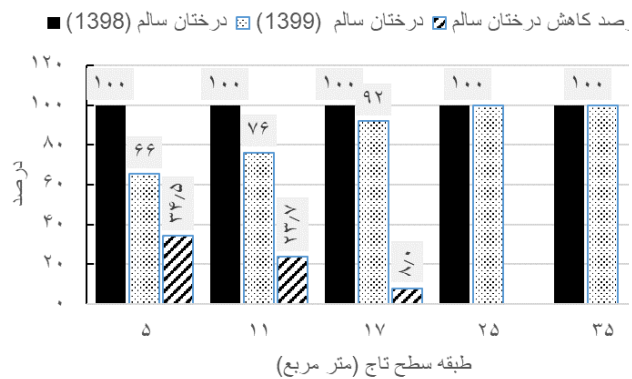 درختان سالم (1398) درختان سالم (1399) رصد کاهش درختان سالم
۱۲۰
۱۰۰
۸۰
۶۰
۴۰
۲۰
۰
درصد
۱۰۰ ۱۰۰ ۱۰۰ ۱۰۰ ۱۰۰
۶۶ ۷۶ ۹۲
۳۴٫۵ ۲۳٫۷ ۸٫۰
۵ ۱۱ ۱۷ ۲۵ ۳۵
طبقه سطح تاج (متر مربع)